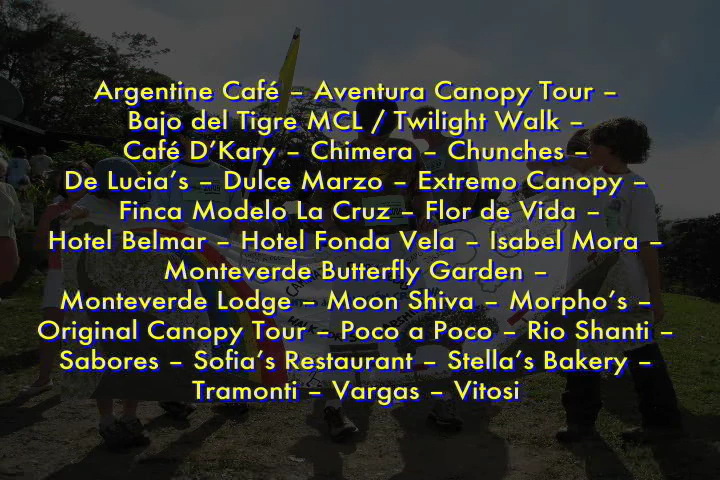 Argentine Café – Aventura Canopy Tour –
Bajo del Tigre MCL / Twilight Walk –
Café D'Kary – Chimera – Chunches –
De Lucia's – Dulce Marzo – Extremo Canopy –
Finca Modelo La Cruz – Flor de Vida –
Hotel Belmar – Hotel Fonda Vela – Isabel Mora –
Monteverde Butterfly Garden –
Monteverde Lodge – Moon Shiva – Morpho's –
Original Canopy Tour – Poco a Poco – Rio Shanti –
Sabores – Sofia's Restaurant – Stella's Bakery –
Tramonti – Vargas – Vitosi